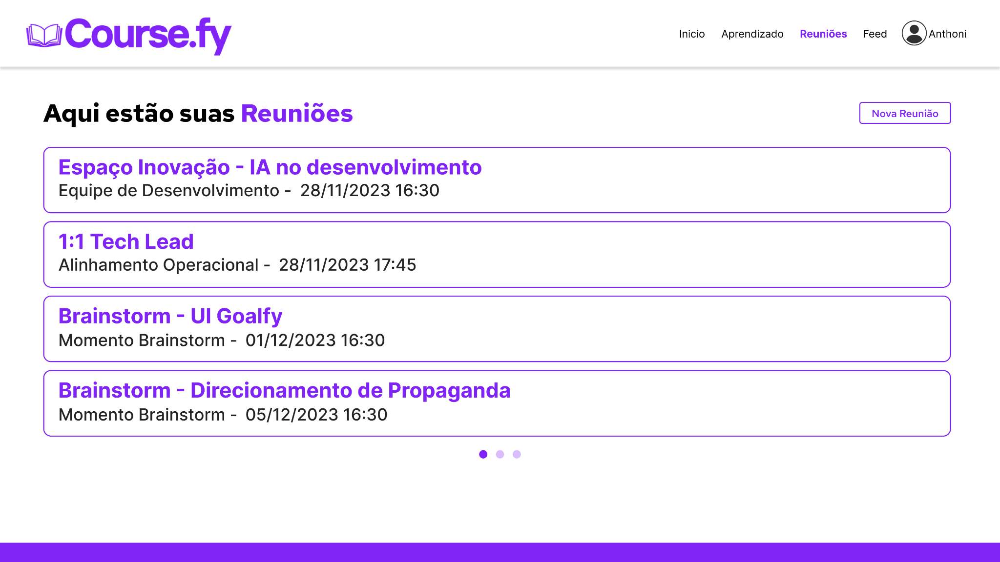 Course.fy
Inicio Aprendizado Reuniões Feed Anthoni
Aqui estão suas Reuniões
Nova Reunião
Espaço Inovação - IA no desenvolvimento
Equipe de Desenvolvimento - 28/11/2023 16:30
1:1 Tech Lead
Alinhamento Operacional - 28/11/2023 17:45
Brainstorm - UI Goalfy
Momento Brainstorm - 01/12/2023 16:30
Brainstorm - Direcionamento de Propaganda
Momento Brainstorm - 05/12/2023 16:30